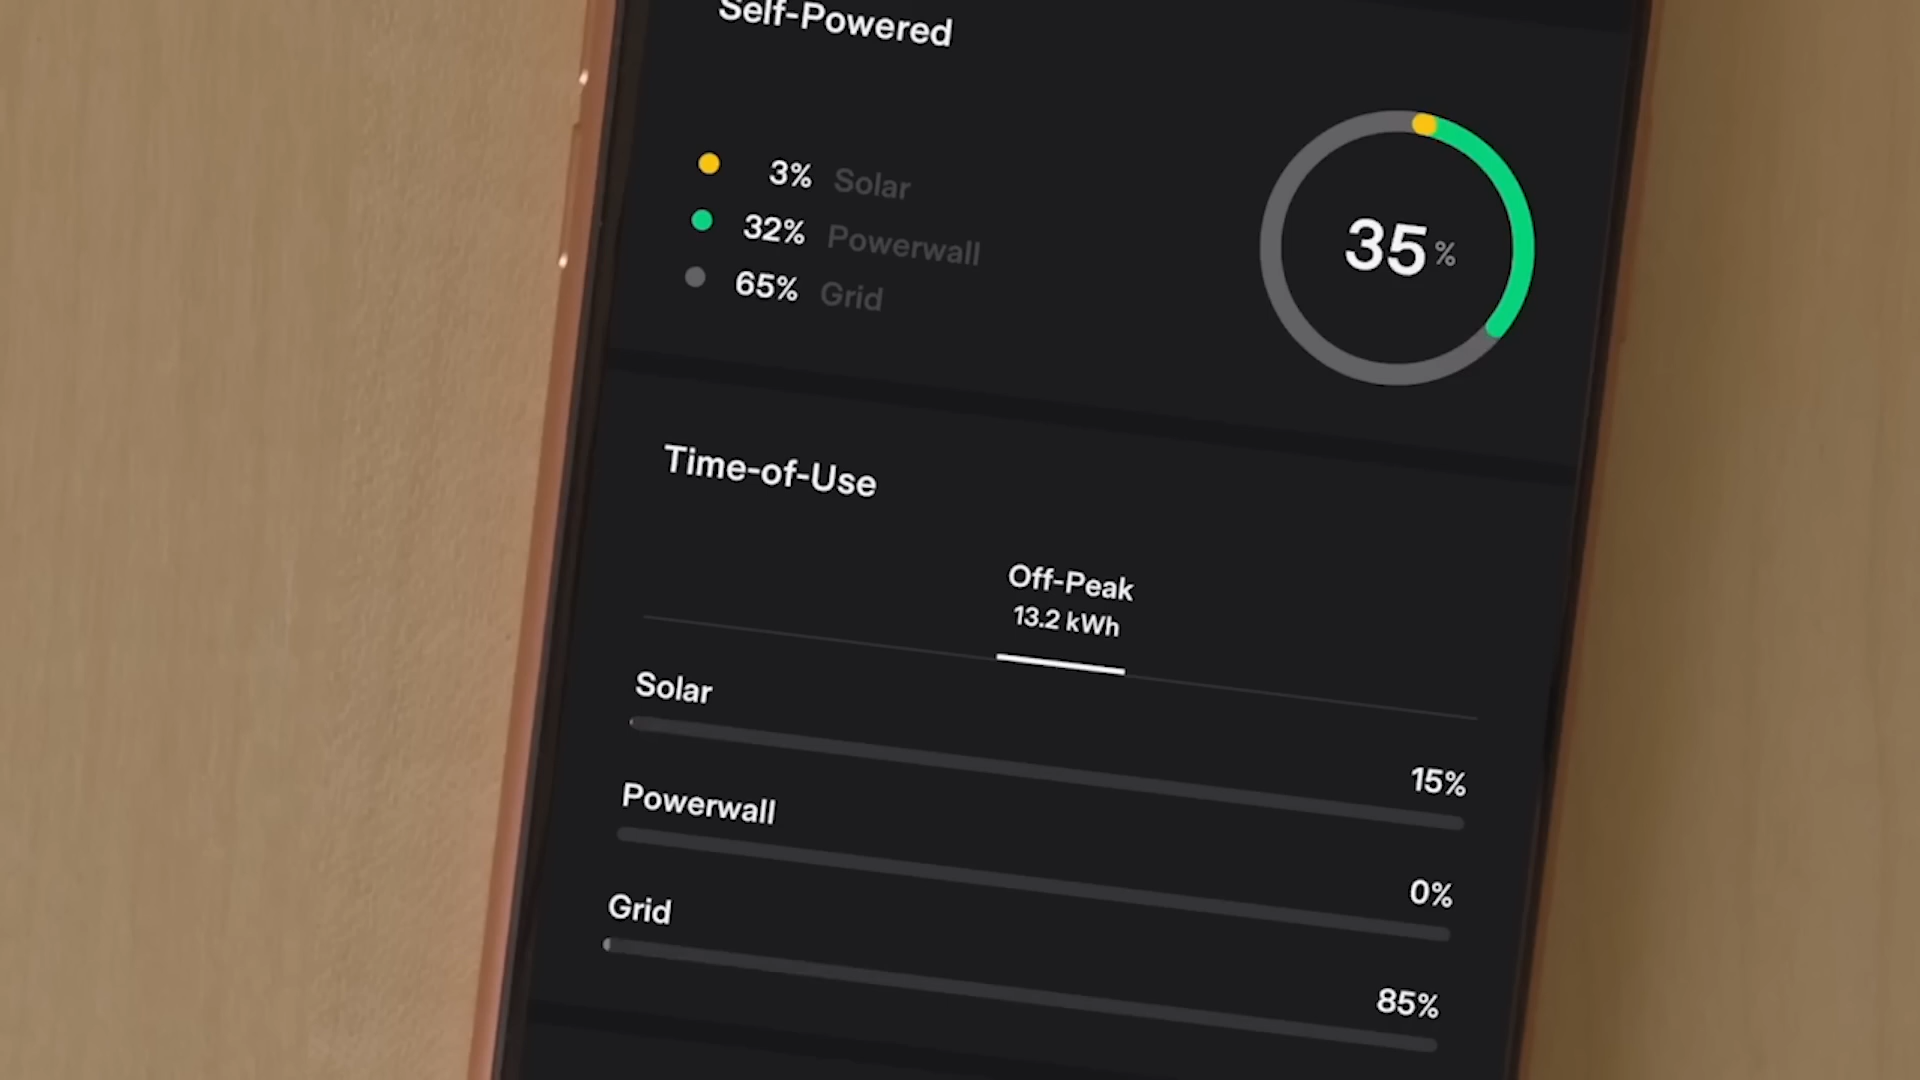 Self-Powered
3% Solar
32% Powerwall
65% Grid
35%
Time-of-Use
Off-Peak
13.2 kWh
Solar
15%
Powerwall
0%
Grid
85%